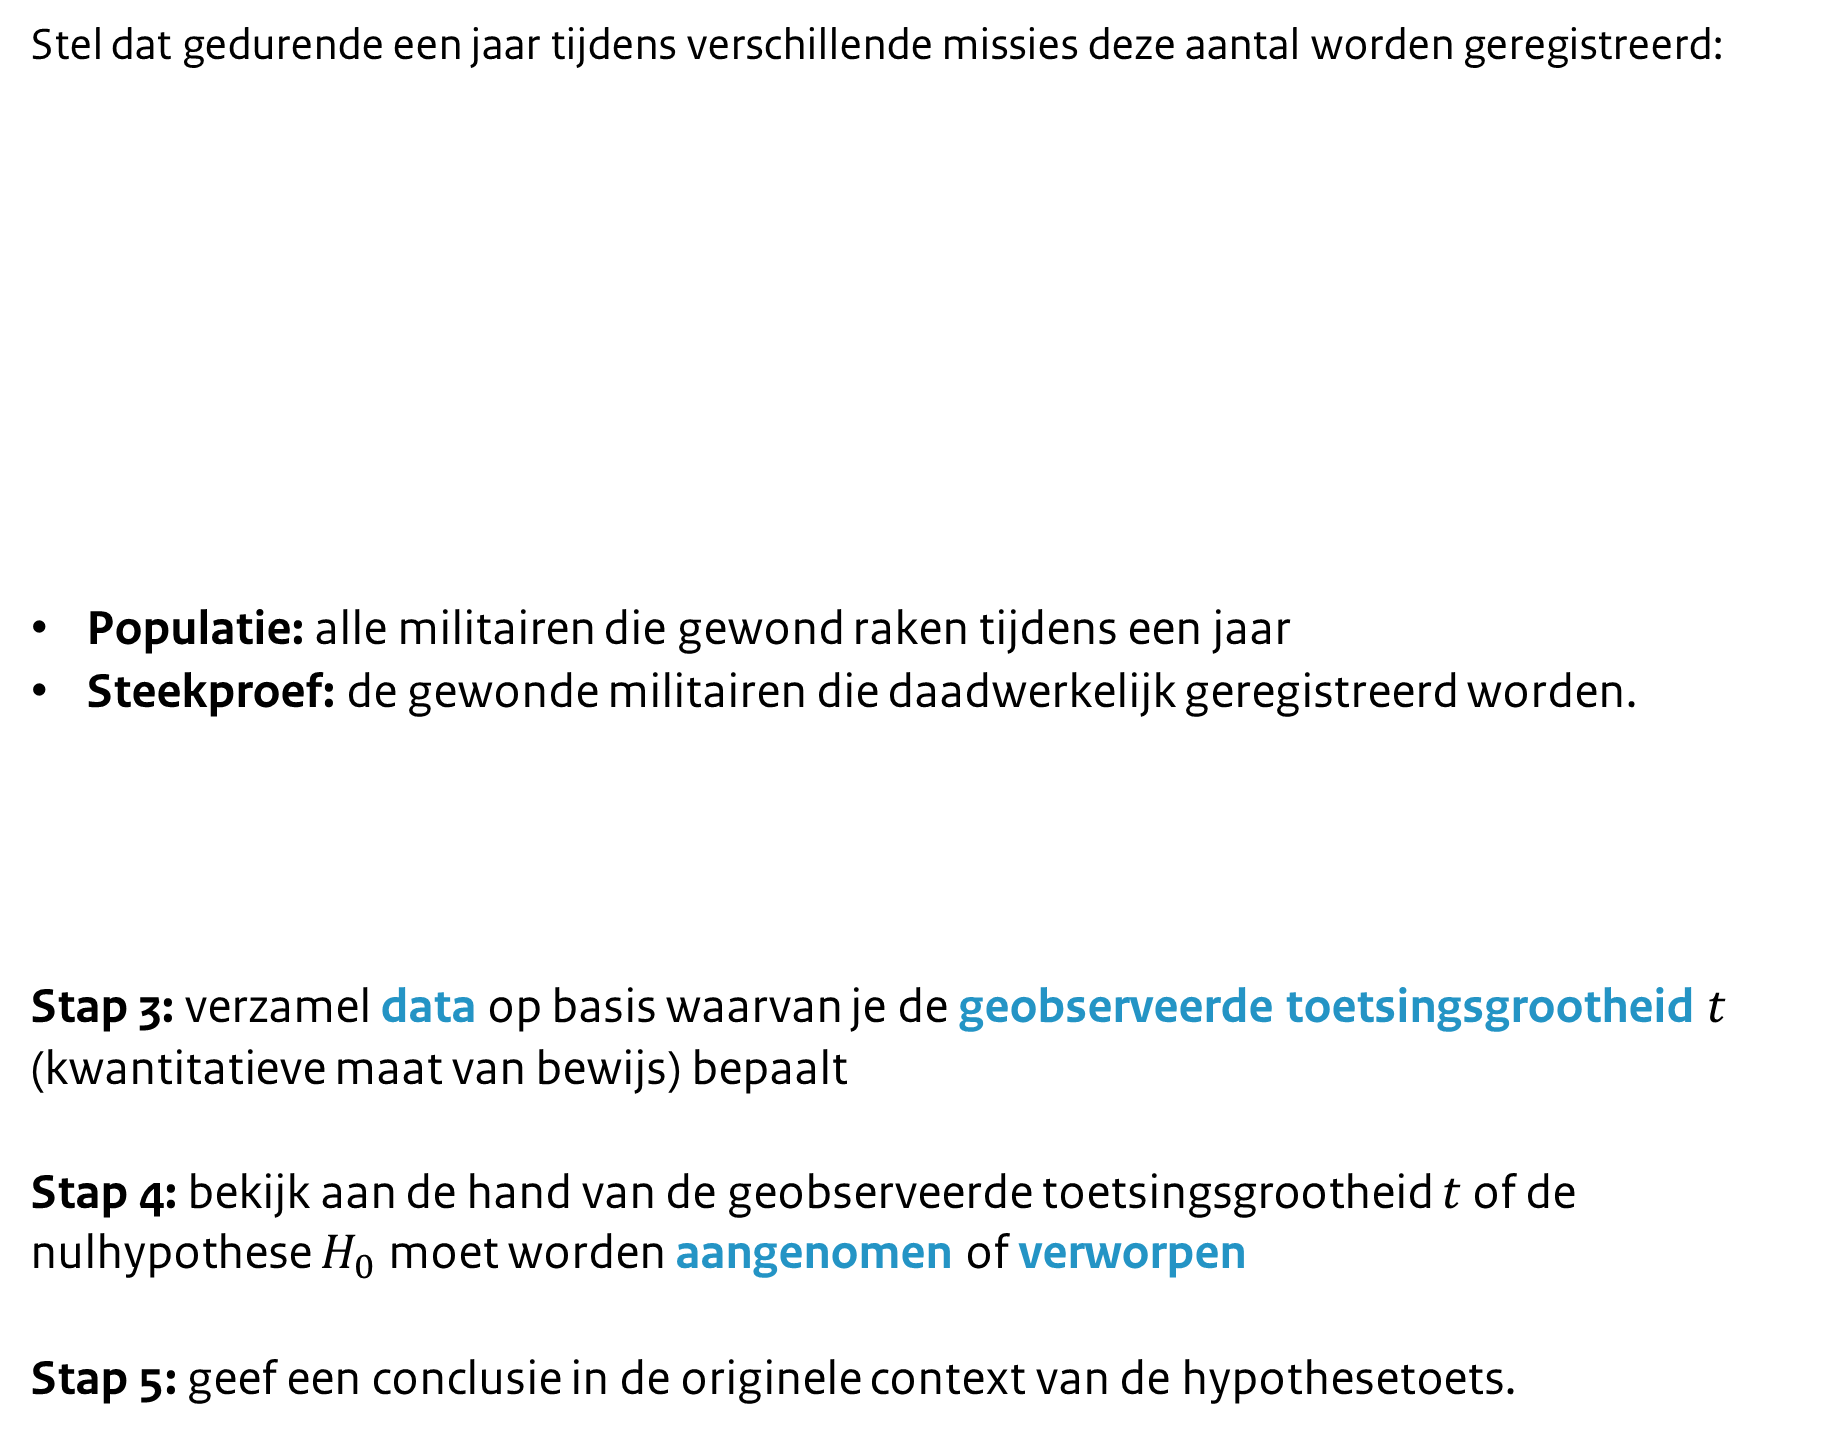 Stel dat gedurende een jaar tijdens verschillende missies deze aantal worden geregistreerd:
• Populatie: alle militairen die gewond raken tijdens een jaar
• Steekproef: de gewonde militairen die daadwerkelijk geregistreerd worden.
Stap 3: verzamel data op basis waarvan je de geobserveerde toetsingsgrootheid t
(kwantitatieve maat van bewijs) bepaalt
Stap 4: bekijk aan de hand van de geobserveerde toetsingsgrootheid t of de
nulhypothese H₀ moet worden aangenomen of verworpen
Stap 5: geef een conclusie in de originele context van de hypothesetoets.